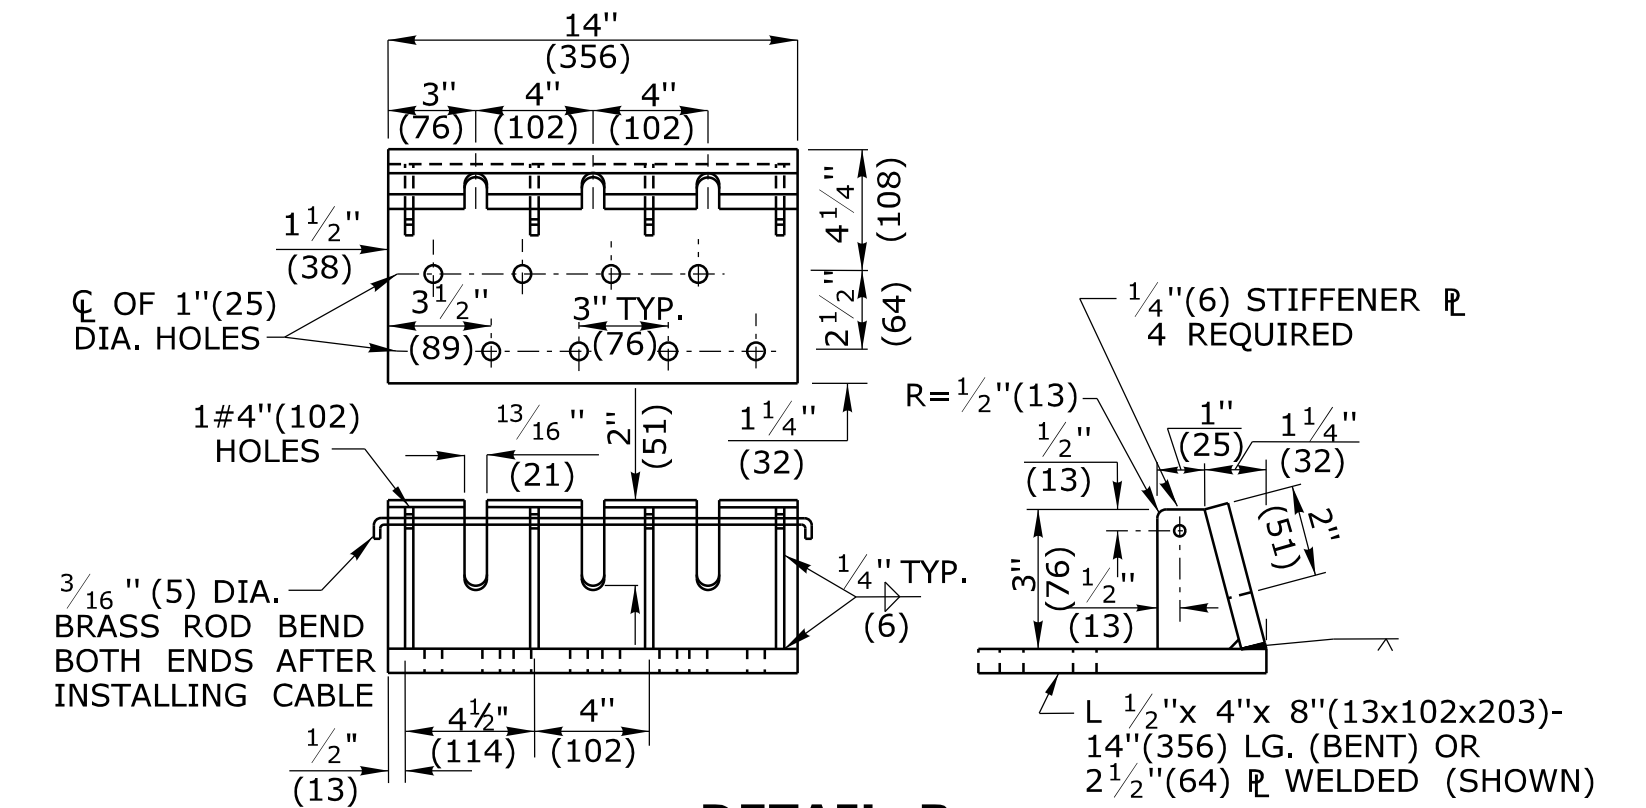 14"
(356)
3" 4" 4"
(76) (102) (102)
4 1/4"
(108)
1 1/2"
(38)
2 1/2"
(64)
℄ OF 1"(25)
DIA. HOLES
3 1/2"
(89)
3" TYP.
(76)
1 1/4"
(32)
1/4"(6) STIFFENER ⅊
4 REQUIRED
1#4"(102)
HOLES
13/16"
(21)
2"
(51)
R=1/2"(13)
1/2"
(13)
1"
(25)
1 1/4"
(32)
2"
(51)
3"
(76)
1/2"
(13)
1/4" TYP.
(6)
3/16" (5) DIA.
BRASS ROD BEND
BOTH ENDS AFTER
INSTALLING CABLE
4 1/2"
(114)
4"
(102)
1/2"
(13)
L 1/2"x 4"x 8"(13x102x203)-
14"(356) LG. (BENT) OR
2 1/2"(64) ⅊ WELDED (SHOWN)
DETAIL B